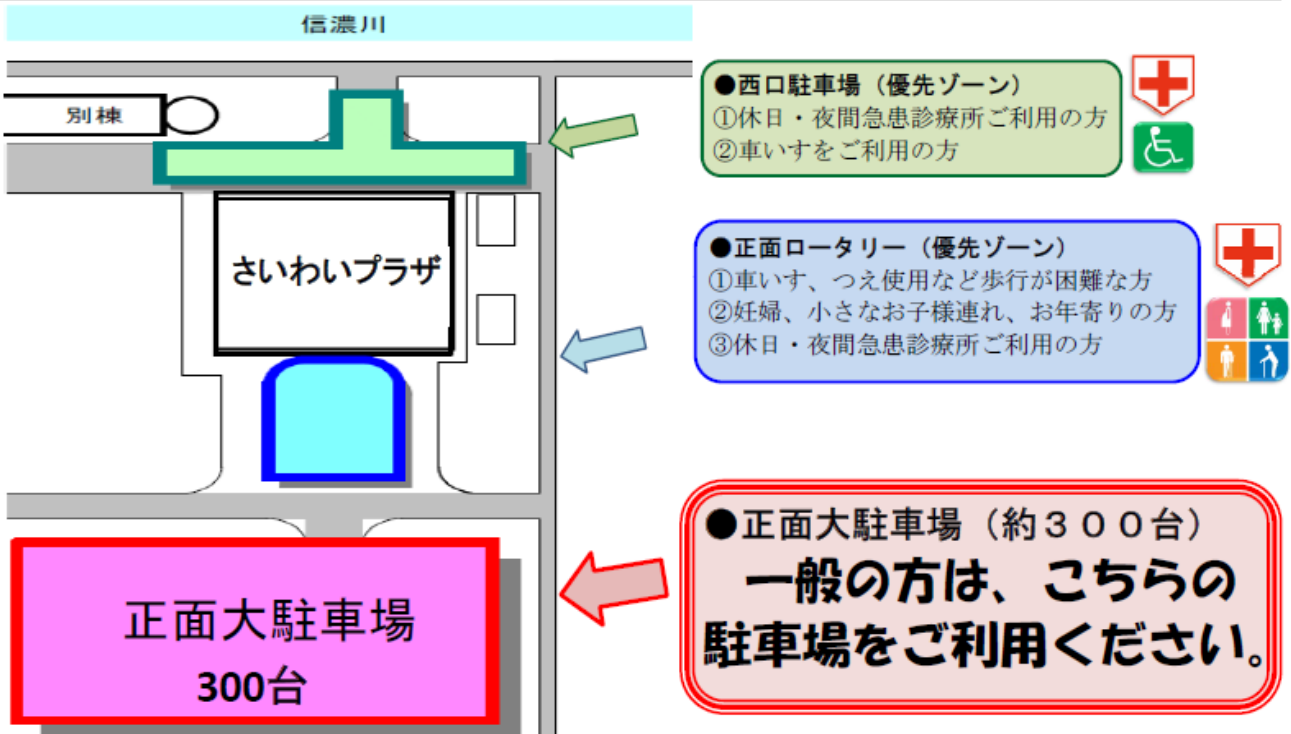 信濃川
別棟
さいわいプラザ
正面大駐車場
300台
●西口駐車場（優先ゾーン）
①休日・夜間急患診療所ご利用の方
②車いすをご利用の方
●正面ロータリー（優先ゾーン）
①車いす、つえ使用など歩行が困難な方
②妊婦、小さなお子様連れ、お年寄りの方
③休日・夜間急患診療所ご利用の方
●正面大駐車場（約３００台）
一般の方は、こちらの
駐車場をご利用ください。